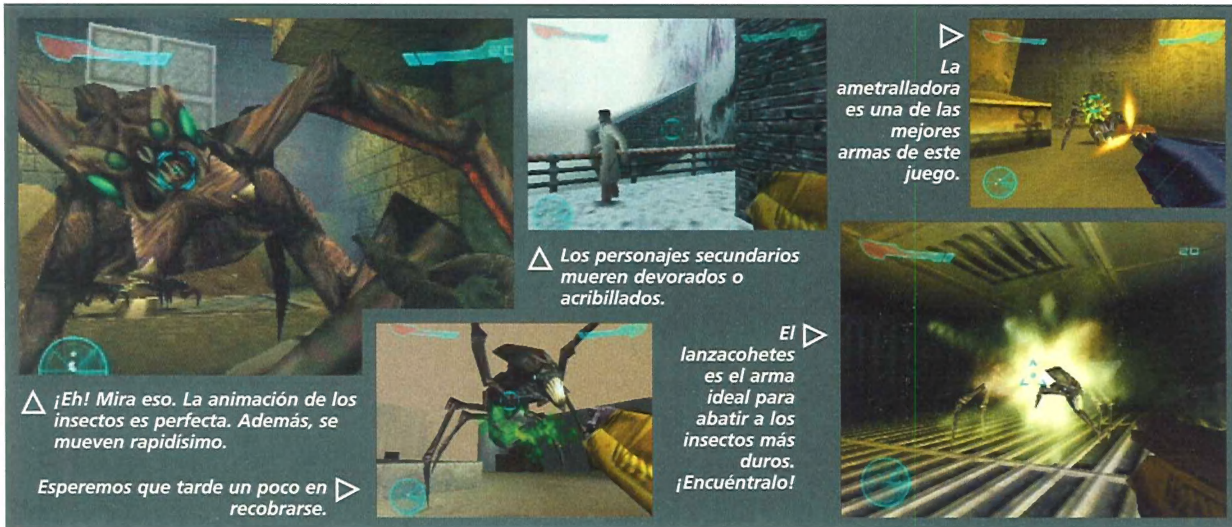 ¡Eh! Mira eso. La animación de los
insectos es perfecta. Además, se
mueven rapidísimo.
Esperemos que tarde un poco en
recobrarse.
Los personajes secundarios
mueren devorados o
acribillados.
La
ametralladora
es una de las
mejores
armas de este
juego.
El
lanzacohetes
es el arma
ideal para
abatir a los
insectos más
duros.
¡Encuéntralo!
20
20